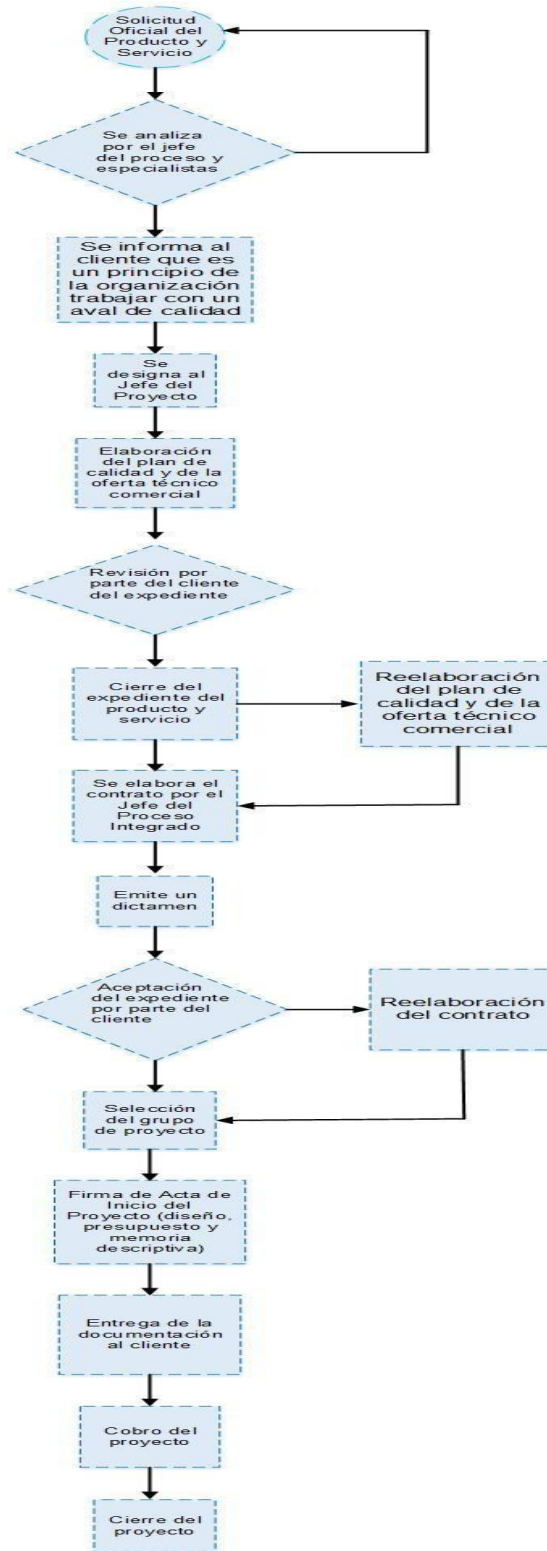 Solicitud
Oficial del
Producto y
Servicio
Se analiza
por el jefe
del proceso y
especialistas
Se informa al
cliente que es
un principio de
la organización
trabajar con un
aval de calidad
Se
designa al
Jefe del
Proyecto
Elaboración
del plan de
calidad y de la
oferta técnico
comercial
Revisión por
parte del cliente
del expediente
Cierre del
expediente del
producto y
servicio
Reelaboración
del plan de
calidad y de la
oferta técnico
comercial
Se elabora el
contrato por el
Jefe del
Proceso
Integrado
Emite un
dictamen
Aceptación
del expediente
por parte del
cliente
Reelaboración
del contrato
Selección
del grupo
de proyecto
Firma de Acta de
Inicio del
Proyecto (diseño,
presupuesto y
memoria
descriptiva)
Entrega de la
documentación
al cliente
Cobro del
proyecto
Cierre del
proyecto